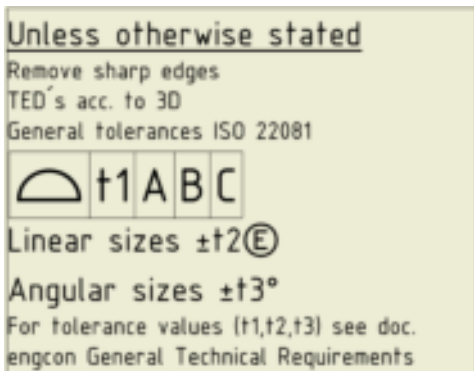 Unless otherwise stated
Remove sharp edges
TED´s acc. to 3D
General tolerances ISO 22081
⌓ t1 A B C
Linear sizes ±t2Ⓔ
Angular sizes ±t3°
For tolerance values (t1,t2,t3) see doc.
engcon General Technical Requirements